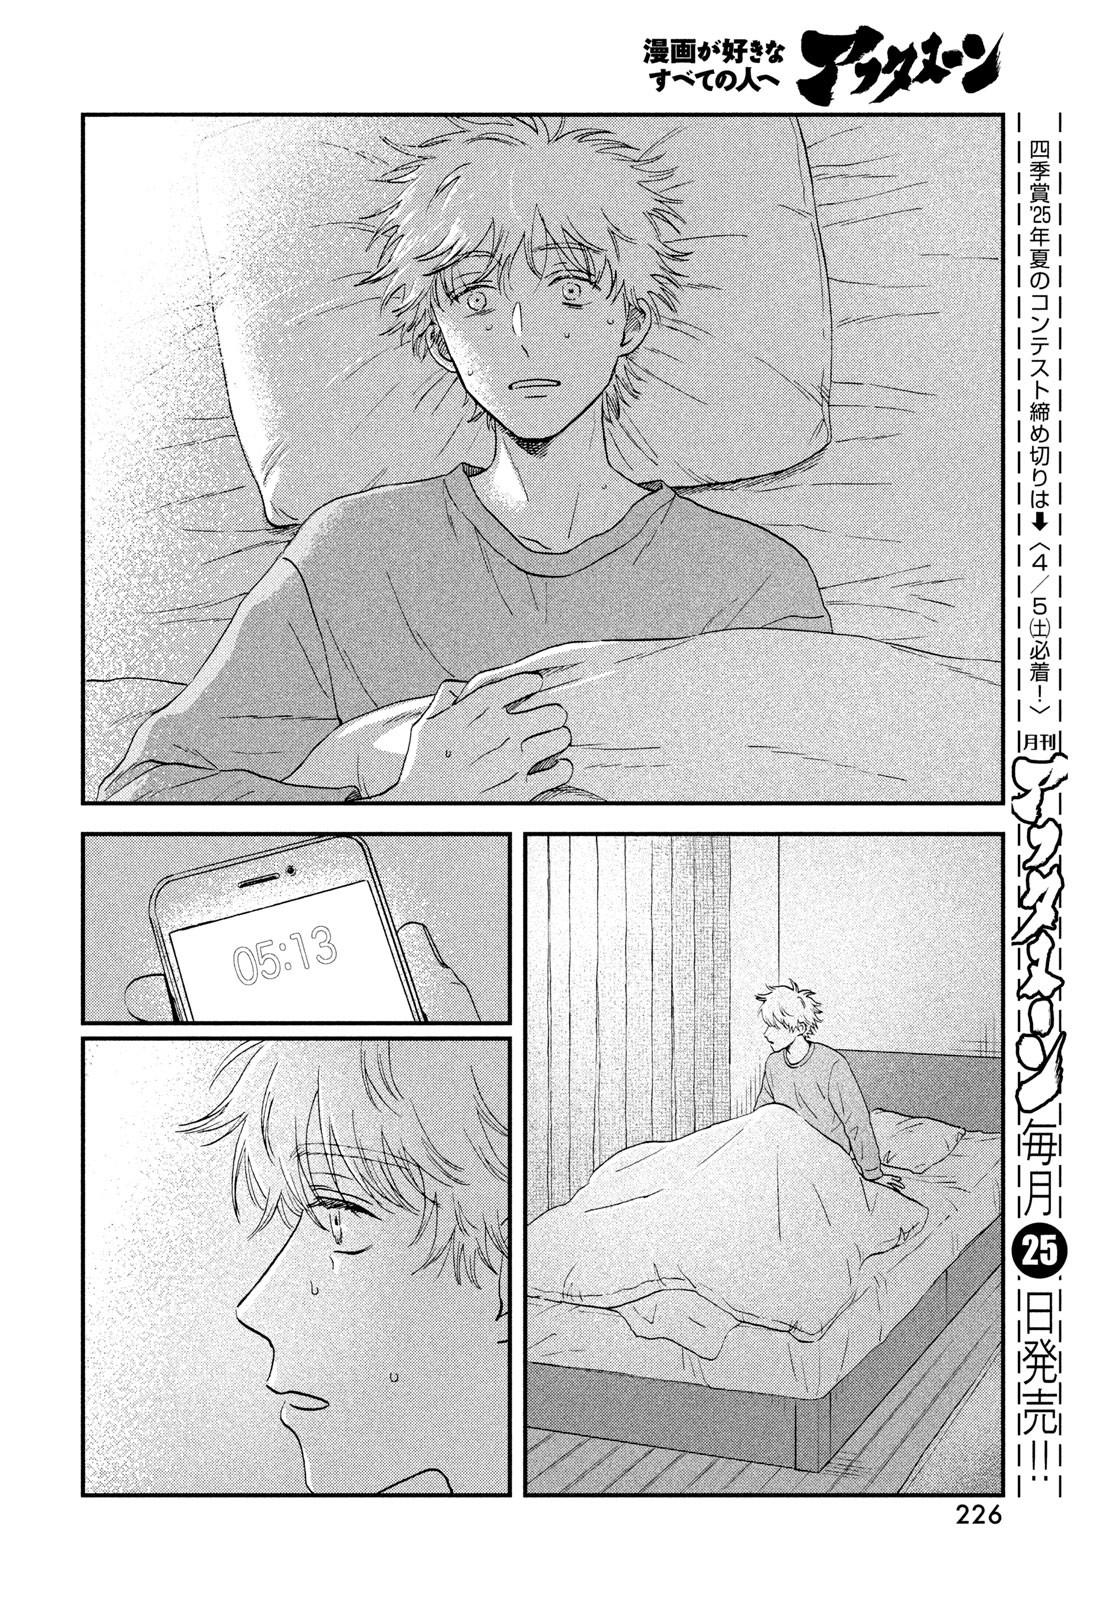 漫画が好きな
すべての人へ
アフタヌーン
四季賞'25年夏のコンテスト締め切りは➡〈4／5㈯必着！〉
月刊アフタヌーン毎月25日発売!!!
05:13
226